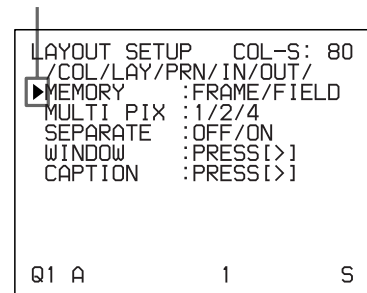 LAYOUT SETUP COL-S: 80
/COL/LAY/PRN/IN/OUT/
▶MEMORY :FRAME/FIELD
MULTI PIX :1/2/4
SEPARATE :OFF/ON
WINDOW :PRESS[>]
CAPTION :PRESS[>]
Q1 A 1 S